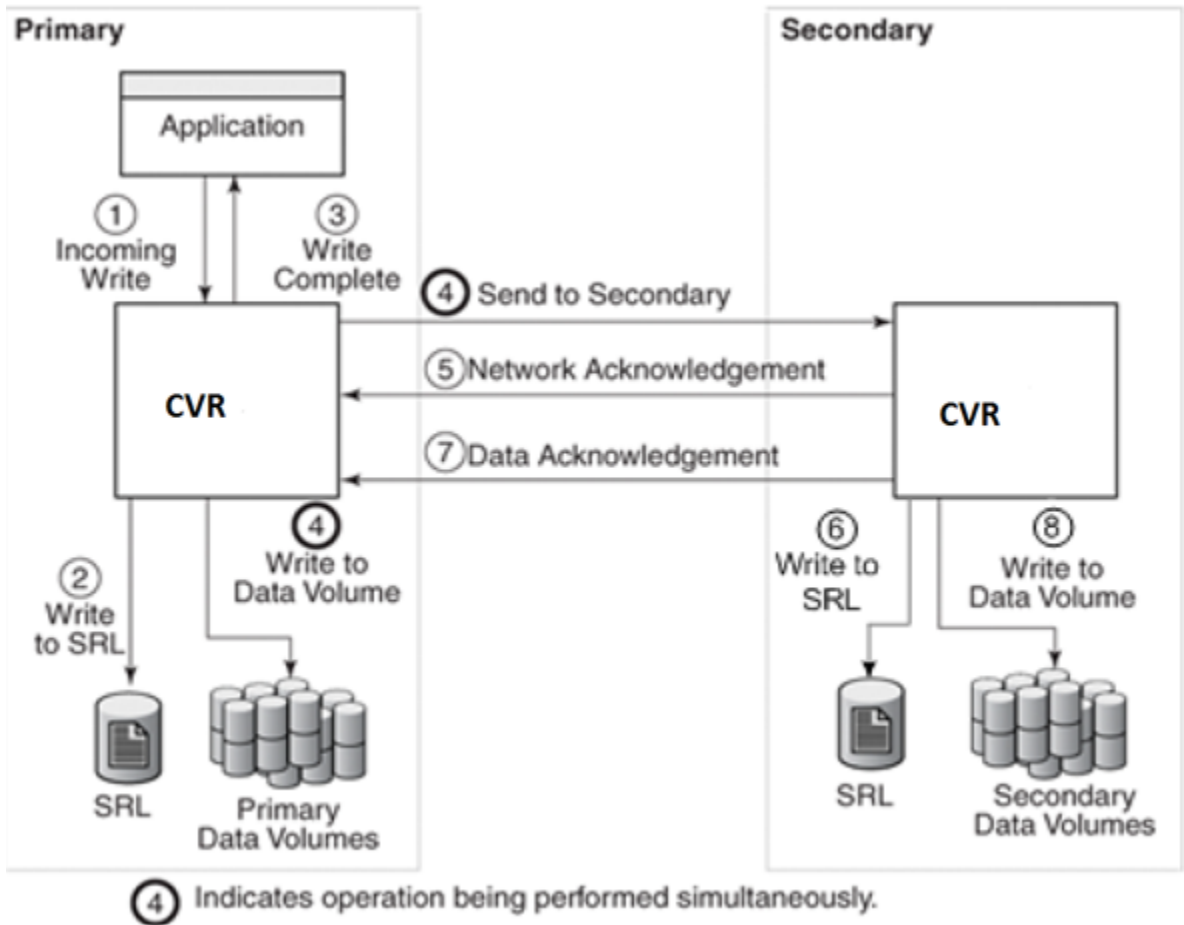 Primary
Secondary
Application
1
3
Incoming
Write
Write
Complete
4 Send to Secondary
5 Network Acknowledgement
7 Data Acknowledgement
CVR
CVR
4
Write to
Data Volume
2
Write
to SRL
6
Write to
SRL
8
Write to
Data Volume
SRL
Primary
Data Volumes
SRL
Secondary
Data Volumes
4 Indicates operation being performed simultaneously.